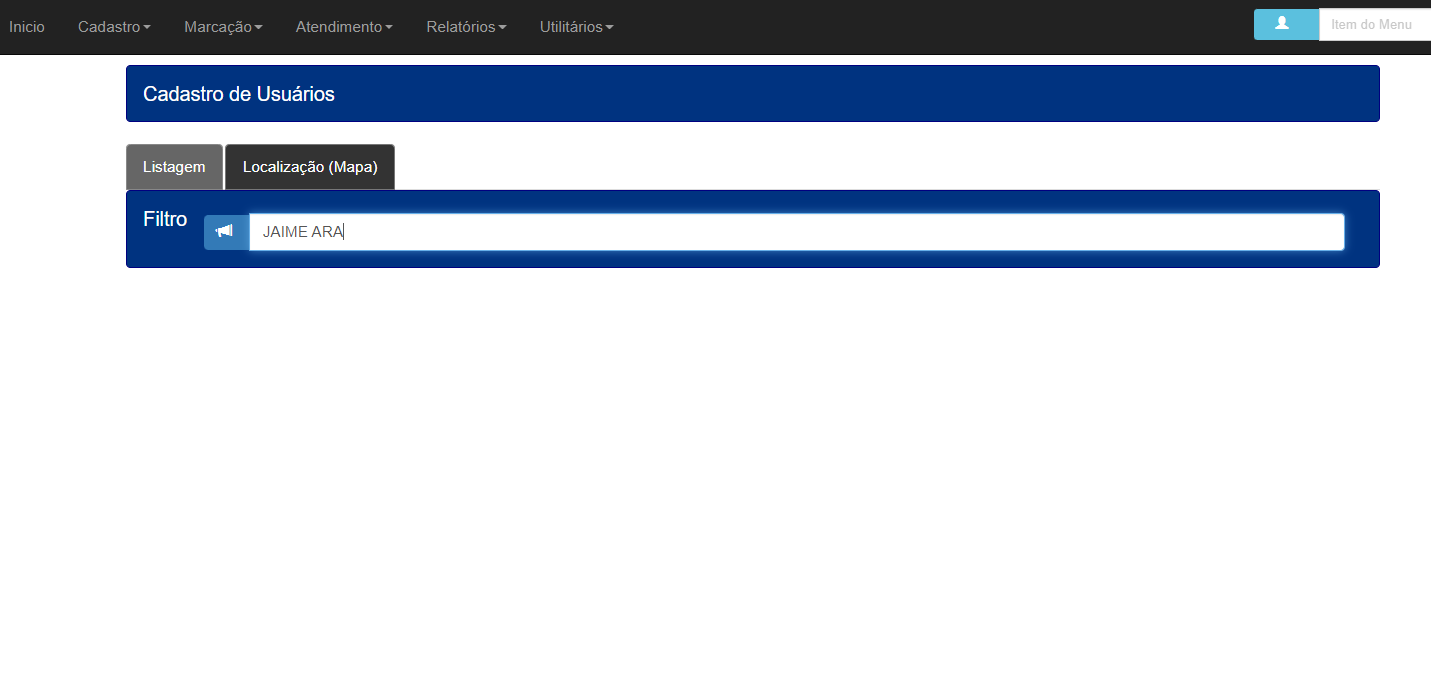 Inicio Cadastro Marcação Atendimento Relatórios Utilitários Item do Menu
Cadastro de Usuários
Listagem Localização (Mapa)
Filtro JAIME ARA